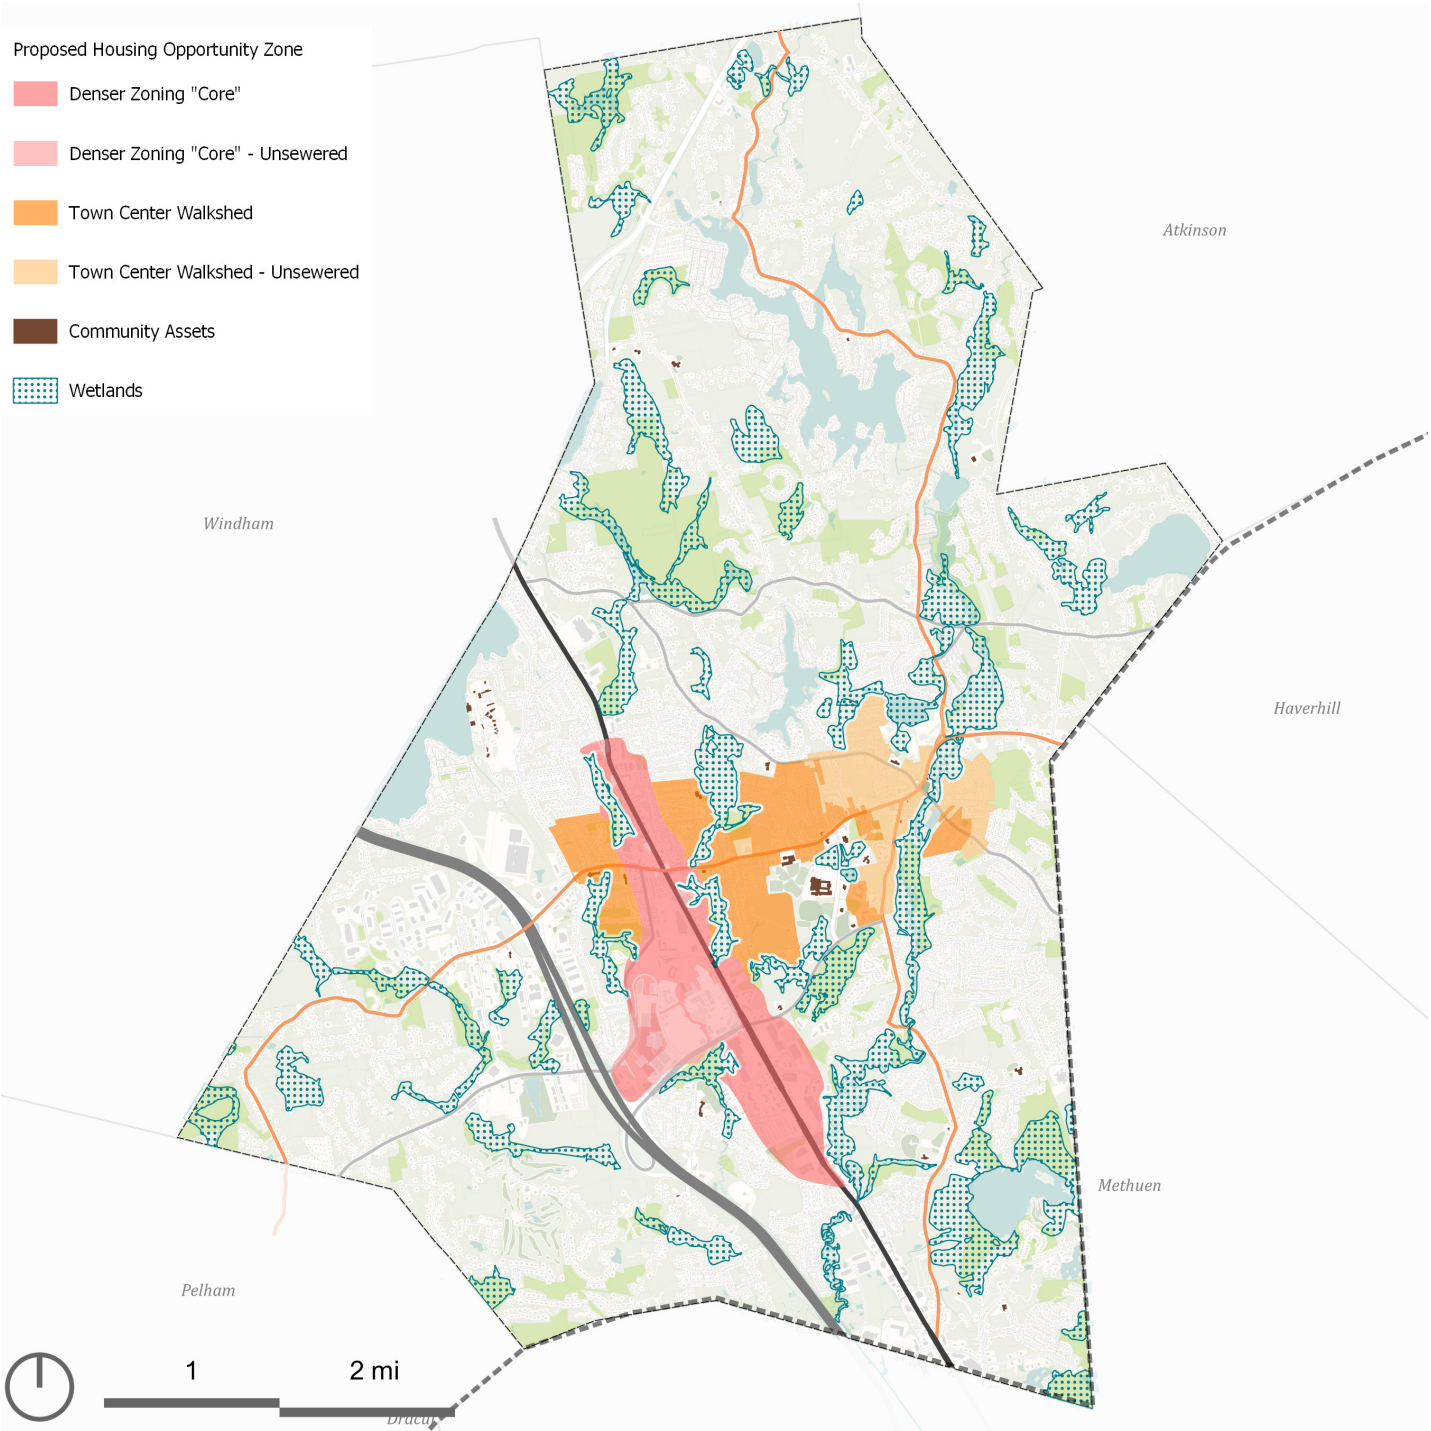 Proposed Housing Opportunity Zone
Denser Zoning "Core"
Denser Zoning "Core" - Unsewered
Town Center Walkshed
Town Center Walkshed - Unsewered
Community Assets
Wetlands
Atkinson
Windham
Haverhill
Methuen
Pelham
1 2 mi
Dracut